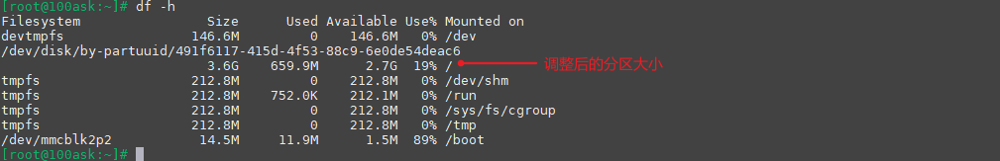 [root@100ask:~]# df -h
Filesystem                Size      Used Available Use% Mounted on
devtmpfs                146.6M         0    146.6M   0% /dev
/dev/disk/by-partuuid/491f6117-415d-4f53-88c9-6e0de54deac6
                          3.6G    659.9M      2.7G  19% / 调整后的分区大小
tmpfs                   212.8M         0    212.8M   0% /dev/shm
tmpfs                   212.8M    752.0K    212.1M   0% /run
tmpfs                   212.8M         0    212.8M   0% /sys/fs/cgroup
tmpfs                   212.8M         0    212.8M   0% /tmp
/dev/mmcblk2p2           14.5M     11.9M      1.5M  89% /boot
[root@100ask:~]#